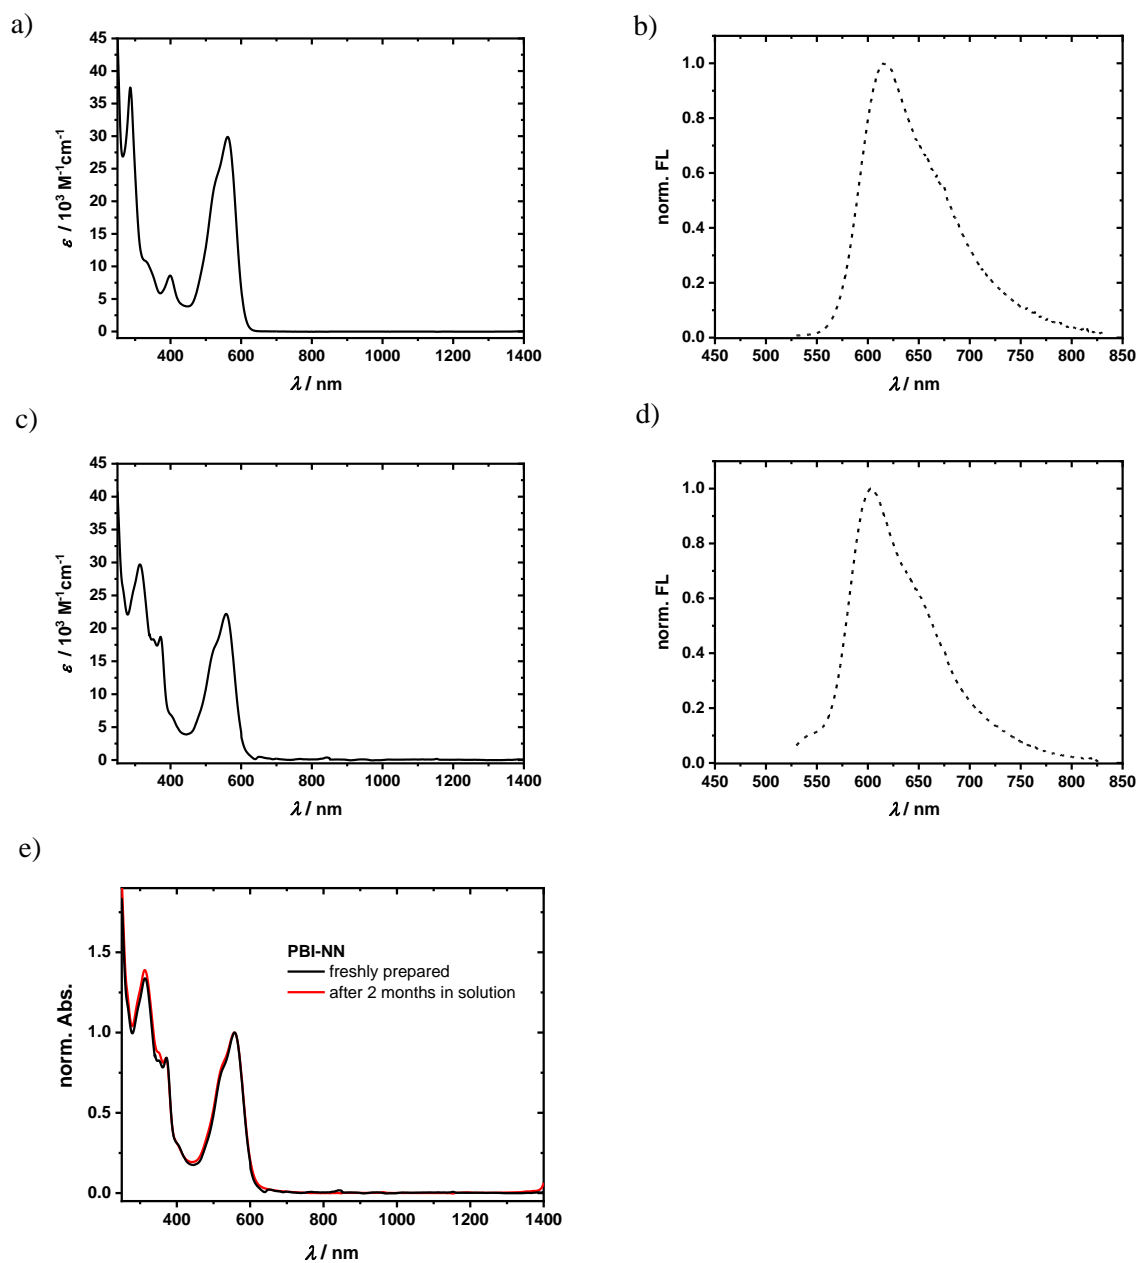 a)
45
40
35
30
25
20
15
10
5
0
ε / 10³ M⁻¹cm⁻¹
400 600 800 1000 1200 1400
λ / nm
b)
1.0
0.8
0.6
0.4
0.2
0.0
norm. FL
450 500 550 600 650 700 750 800 850
λ / nm
c)
45
40
35
30
25
20
15
10
5
0
ε / 10³ M⁻¹cm⁻¹
400 600 800 1000 1200 1400
λ / nm
d)
1.0
0.8
0.6
0.4
0.2
0.0
norm. FL
450 500 550 600 650 700 750 800 850
λ / nm
e)
1.5
1.0
0.5
0.0
norm. Abs.
PBI-NN
freshly prepared
after 2 months in solution
400 600 800 1000 1200 1400
λ / nm